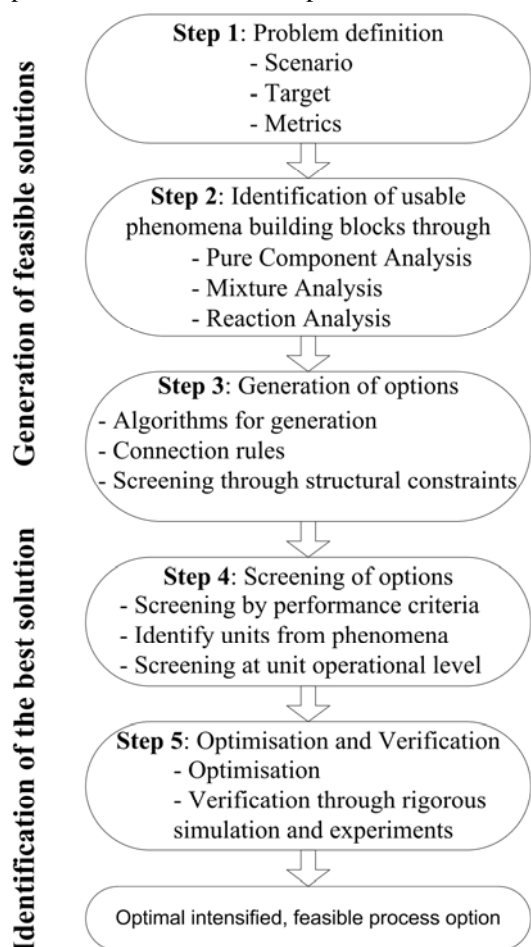 Generation of feasible solutions
Step 1: Problem definition
- Scenario
- Target
- Metrics
Step 2: Identification of usable
phenomena building blocks through
- Pure Component Analysis
- Mixture Analysis
- Reaction Analysis
Step 3: Generation of options
- Algorithms for generation
- Connection rules
- Screening through structural constraints
Identification of the best solution
Step 4: Screening of options
- Screening by performance criteria
- Identify units from phenomena
- Screening at unit operational level
Step 5: Optimisation and Verification
- Optimisation
- Verification through rigorous
simulation and experiments
Optimal intensified, feasible process option